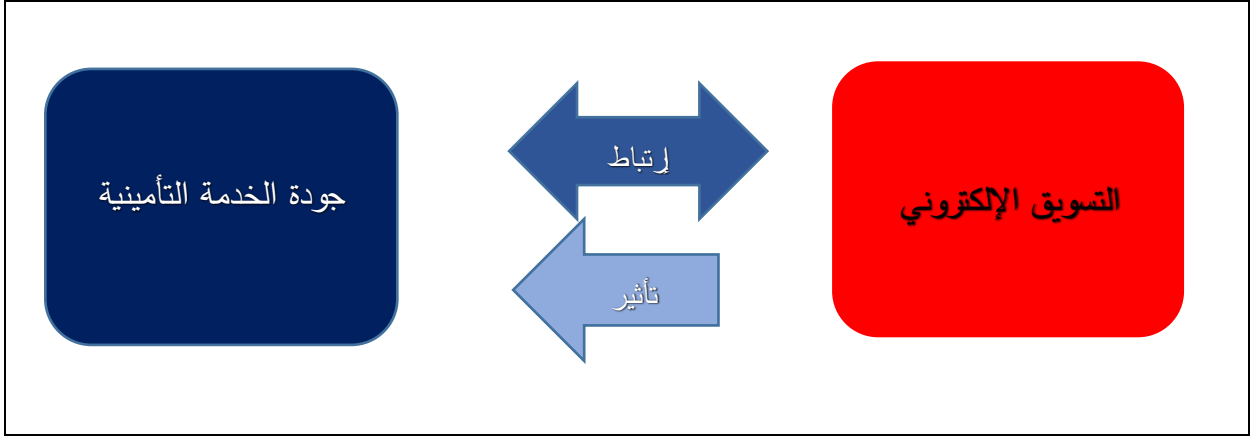 التسويق الإلكتروني
إرتباط
تأثير
جودة الخدمة التأمينية